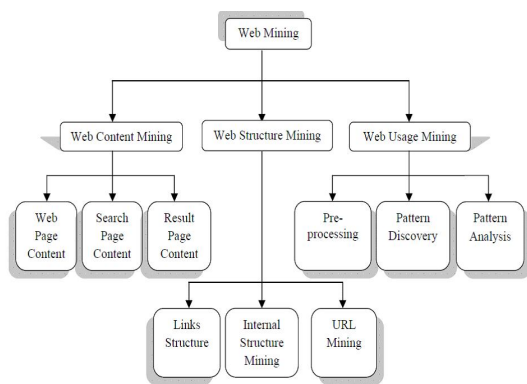 Web Mining
Web Content Mining
Web Structure Mining
Web Usage Mining
Web
Page
Content
Search
Page
Content
Result
Page
Content
Pre-
processing
Pattern
Discovery
Pattern
Analysis
Links
Structure
Internal
Structure
Mining
URL
Mining